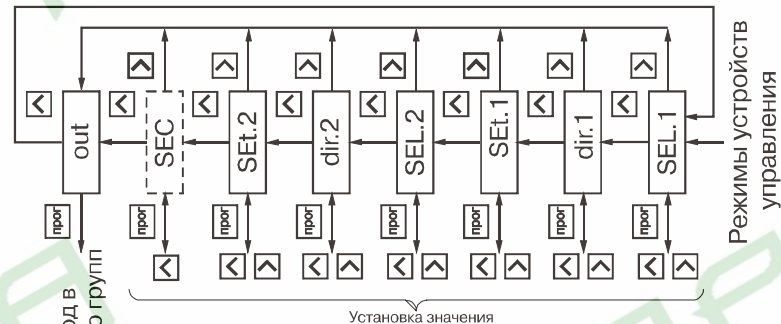 out
SEC
SEt.2
dir.2
SEL.2
SEt.1
dir.1
SEL.1
прог
прог
прог
прог
прог
прог
прог
прог
Режимы устройств
управления
групп
Установка значения